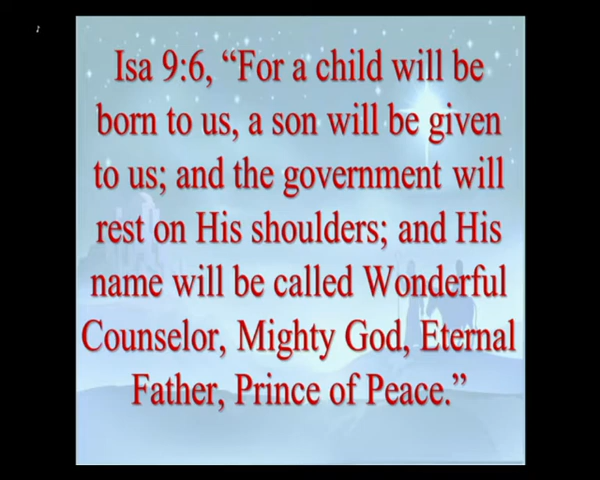 Isa 9:6, “For a child will be
born to us, a son will be given
to us; and the government will
rest on His shoulders; and His
name will be called Wonderful
Counselor, Mighty God, Eternal
Father, Prince of Peace.”